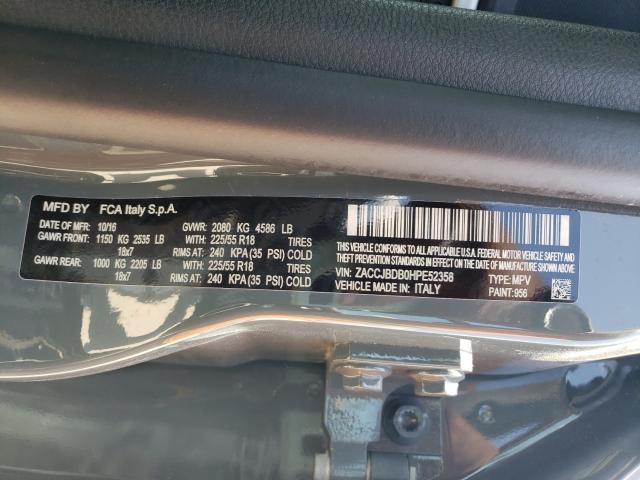 MFD BY FCA Italy S.p.A.
DATE OF MFR: 10/16 GVWR: 2080 KG 4586 LB
GAWR FRONT: 1150 KG 2535 LB WITH 225/55 R18 TIRES
18x7 RIMS AT: 240 KPA (35 PSI) COLD
GAWR REAR: 1000 KG 2205 LB WITH 225/55 R18 TIRES
18x7 RIMS AT: 240 KPA (35 PSI) COLD
THIS VEHICLE CONFORMS TO ALL APPLICABLE U.S.A. FEDERAL MOTOR VEHICLE
SAFETY, BUMPER, AND THEFT PREVENTION STANDARDS IN EFFECT
ON THE DATE OF MANUFACTURE SHOWN ABOVE.
VIN: ZACCJBDB0HPE52358 TYPE: MPV
VEHICLE MADE IN: ITALY PAINT: 956